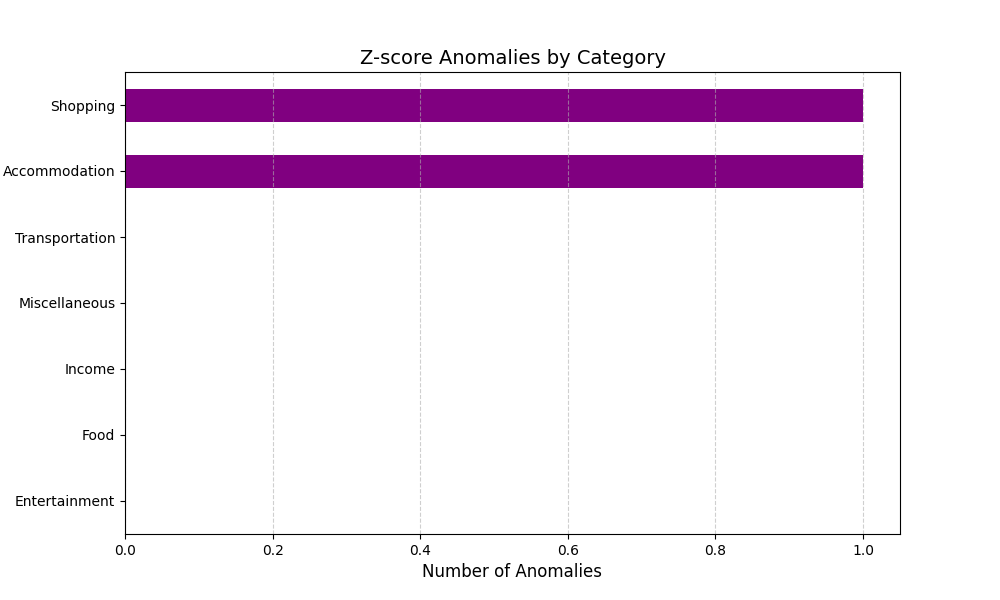 Z-score Anomalies by Category
Shopping
Accommodation
Transportation
Miscellaneous
Income
Food
Entertainment
0.0 0.2 0.4 0.6 0.8 1.0
Number of Anomalies